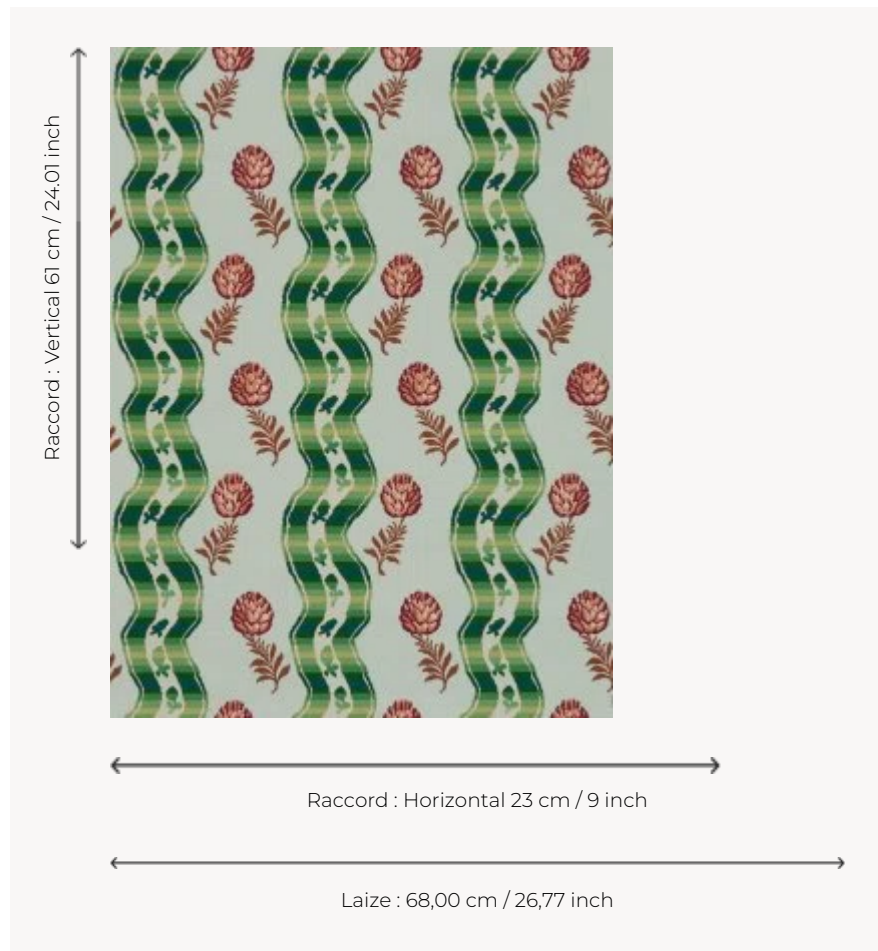 Raccord : Vertical 61 cm / 24.01 inch
Raccord : Horizontal 23 cm / 9 inch
Laize : 68,00 cm / 26,77 inch